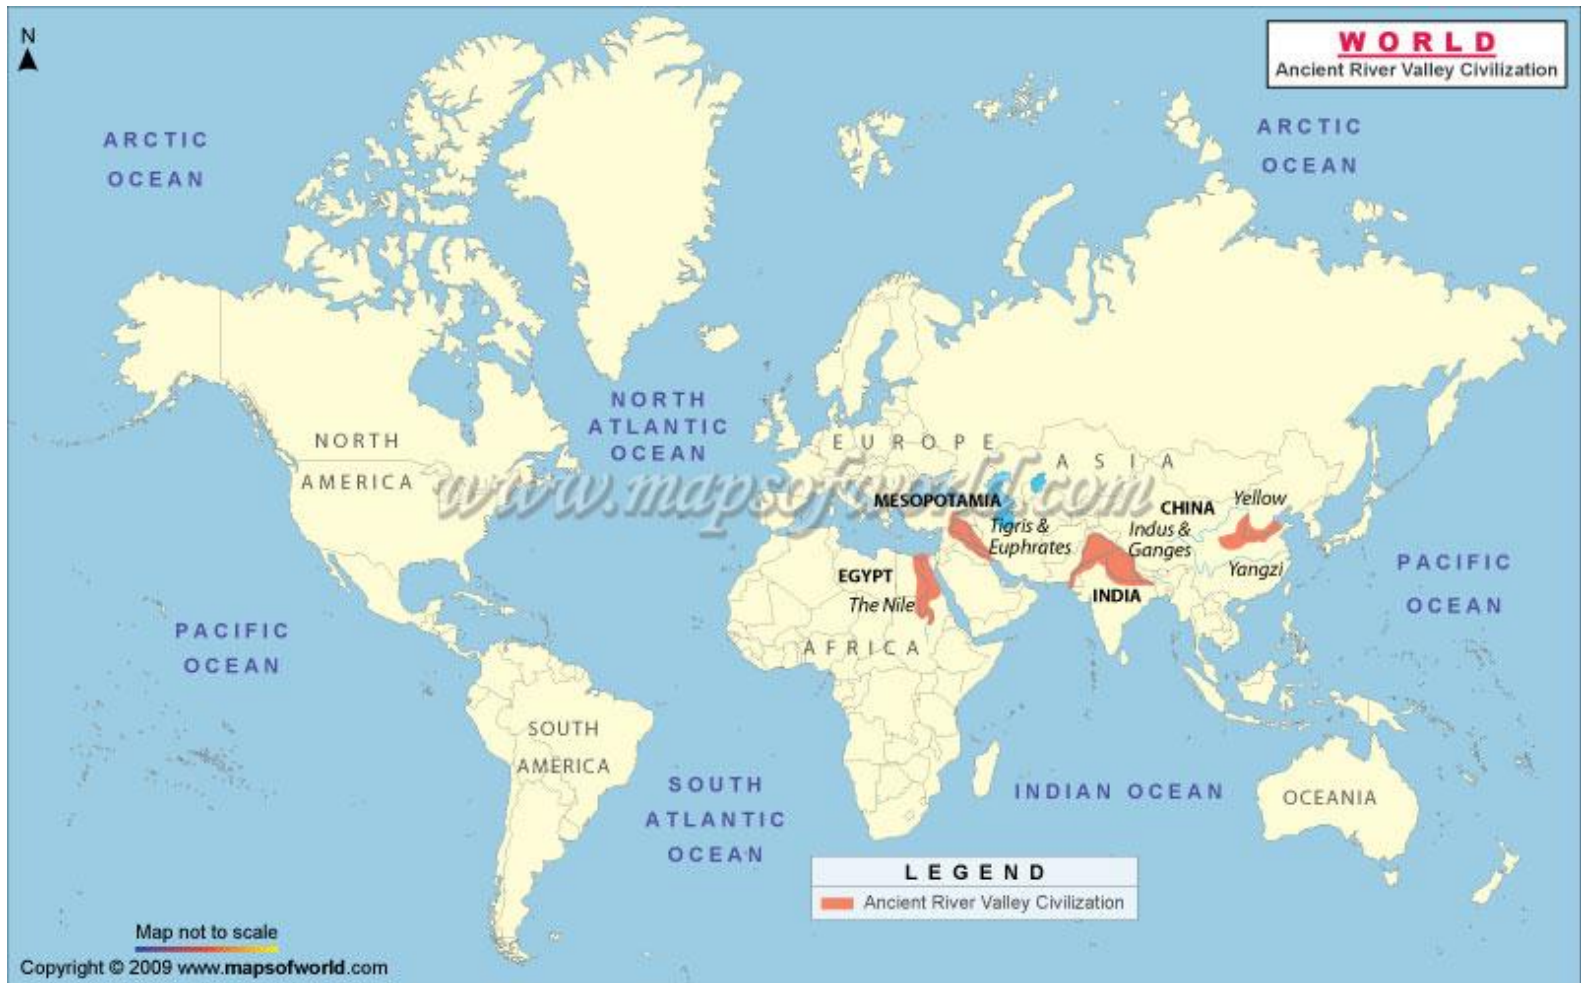 N
WORLD
Ancient River Valley Civilization
ARCTIC
OCEAN
ARCTIC
OCEAN
NORTH
ATLANTIC
OCEAN
NORTH
AMERICA
EUROPE
ASIA
www.mapsofworld.com
MESOPOTAMIA
Tigris &
Euphrates
CHINA
Yellow
Indus &
Ganges
Yangzi
EGYPT
The Nile
INDIA
AFRICA
PACIFIC
OCEAN
PACIFIC
OCEAN
SOUTH
AMERICA
SOUTH
ATLANTIC
OCEAN
INDIAN OCEAN
OCEANIA
LEGEND
Ancient River Valley Civilization
Map not to scale
Copyright © 2009 www.mapsofworld.com